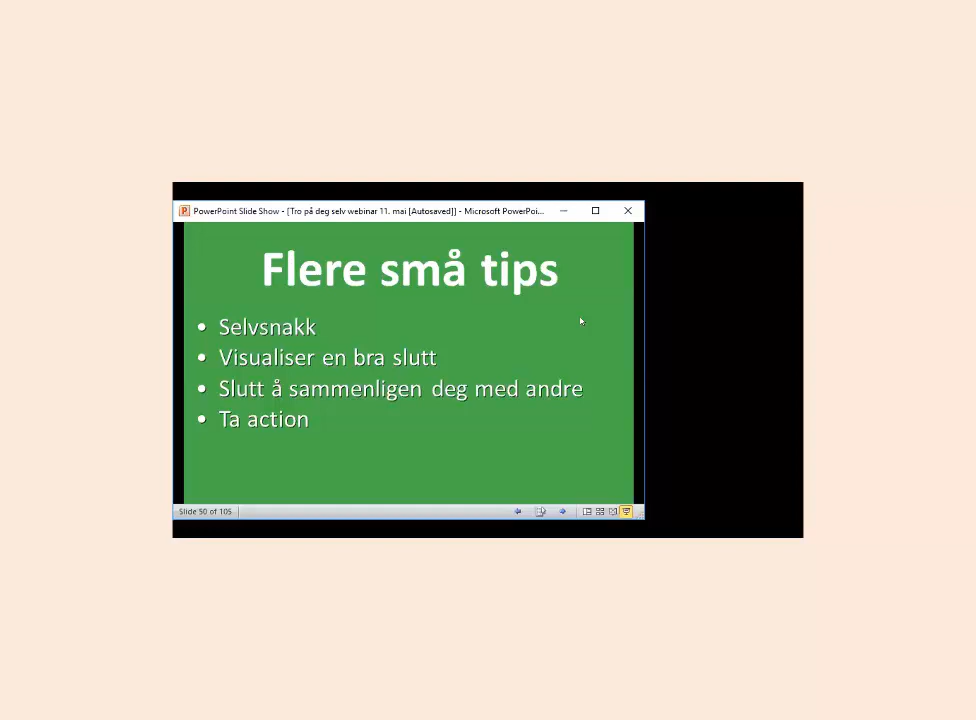 PowerPoint Slide Show - [Tro på deg selv webinar 11. mai [Autosaved]] - Microsoft PowerPoi...
Flere små tips
• Selvsnakk
• Visualiser en bra slutt
• Slutt å sammenligen deg med andre
• Ta action
Slide 50 of 105